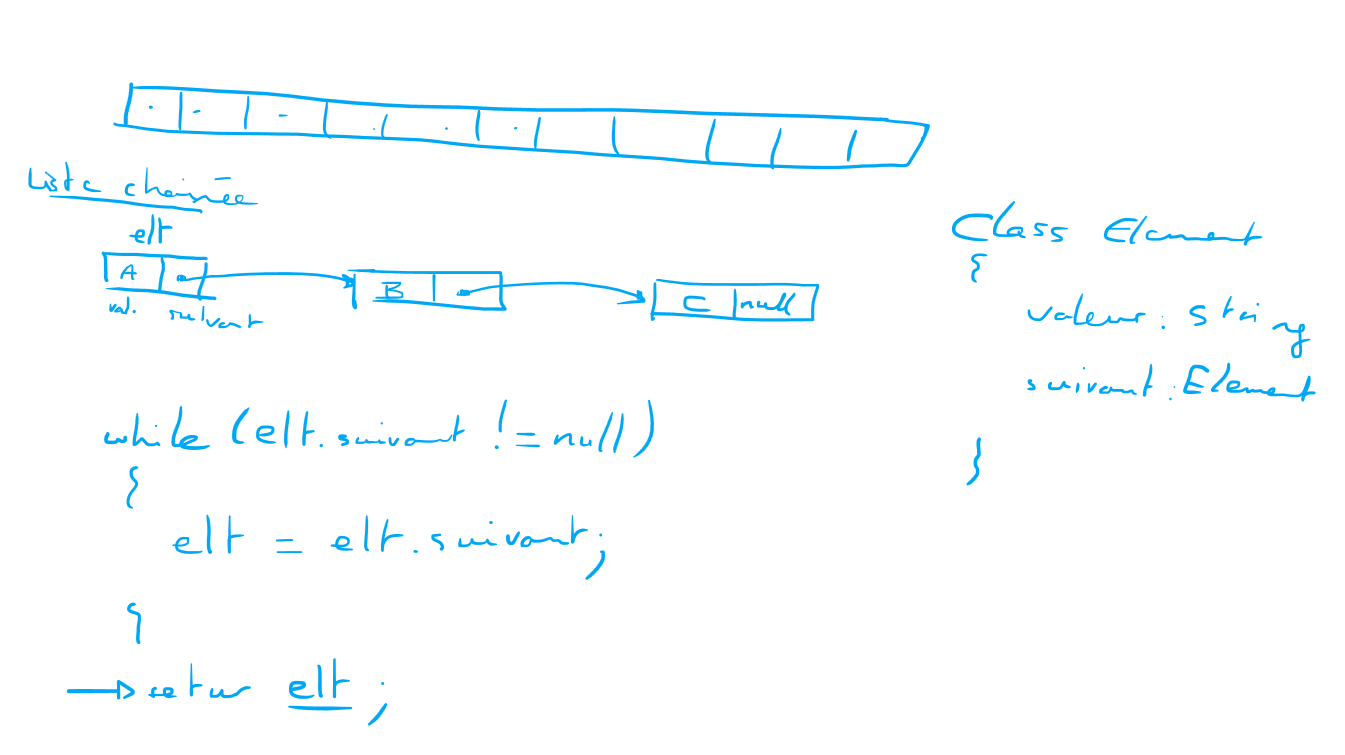 Liste chainée
elt
A
B
C null
val. suivant
while (elt.suivant != null)
{
elt = elt.suivant;
}
retur elt ;
Class Element
{
valeur : string
suivant : Element
}